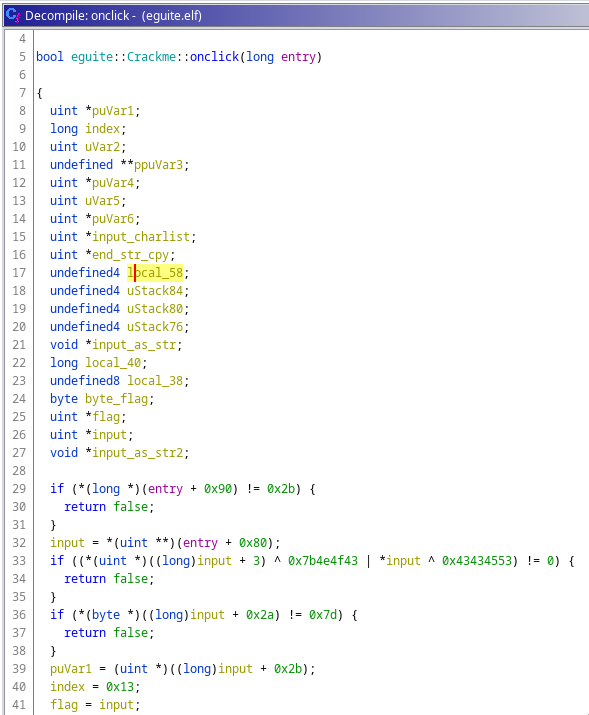 Decompile: onclick - (eguite.elf)
4
5 bool eguite::Crackme::onclick(long entry)
6
7 {
8 uint *puVar1;
9 long index;
10 uint uVar2;
11 undefined **ppuVar3;
12 uint *puVar4;
13 uint uVar5;
14 uint *puVar6;
15 uint *input_charlist;
16 uint *end_str_cpy;
17 undefined4 local_58;
18 undefined4 uStack84;
19 undefined4 uStack80;
20 undefined4 uStack76;
21 void *input_as_str;
22 long local_40;
23 undefined8 local_38;
24 byte byte_flag;
25 uint *flag;
26 uint *input;
27 void *input_as_str2;
28
29 if (*(long *)(entry + 0x90) != 0x2b) {
30 return false;
31 }
32 input = *(uint **)(entry + 0x80);
33 if ((*(uint *)((long)input + 3) ^ 0x7b4e4f43 | *input ^ 0x43434553) != 0) {
34 return false;
35 }
36 if (*(byte *)((long)input + 0x2a) != 0x7d) {
37 return false;
38 }
39 puVar1 = (uint *)((long)input + 0x2b);
40 index = 0x13;
41 flag = input;